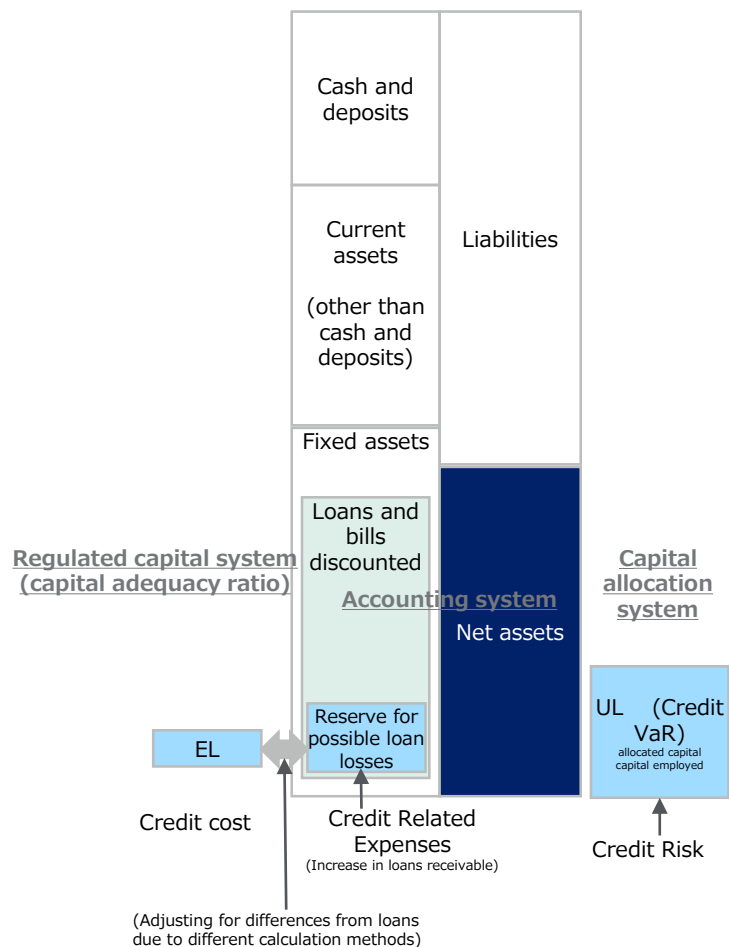 Cash and
deposits
Current
assets
(other than
cash and
deposits)
Liabilities
Fixed assets
Loans and
bills
discounted
Regulated capital system
(capital adequacy ratio)
Accounting system
Capital
allocation
system
Net assets
UL (Credit
VaR)
allocated capital
capital employed
Reserve for
possible loan
losses
EL
Credit cost
Credit Related
Expenses
(Increase in loans receivable)
Credit Risk
(Adjusting for differences from loans
due to different calculation methods)